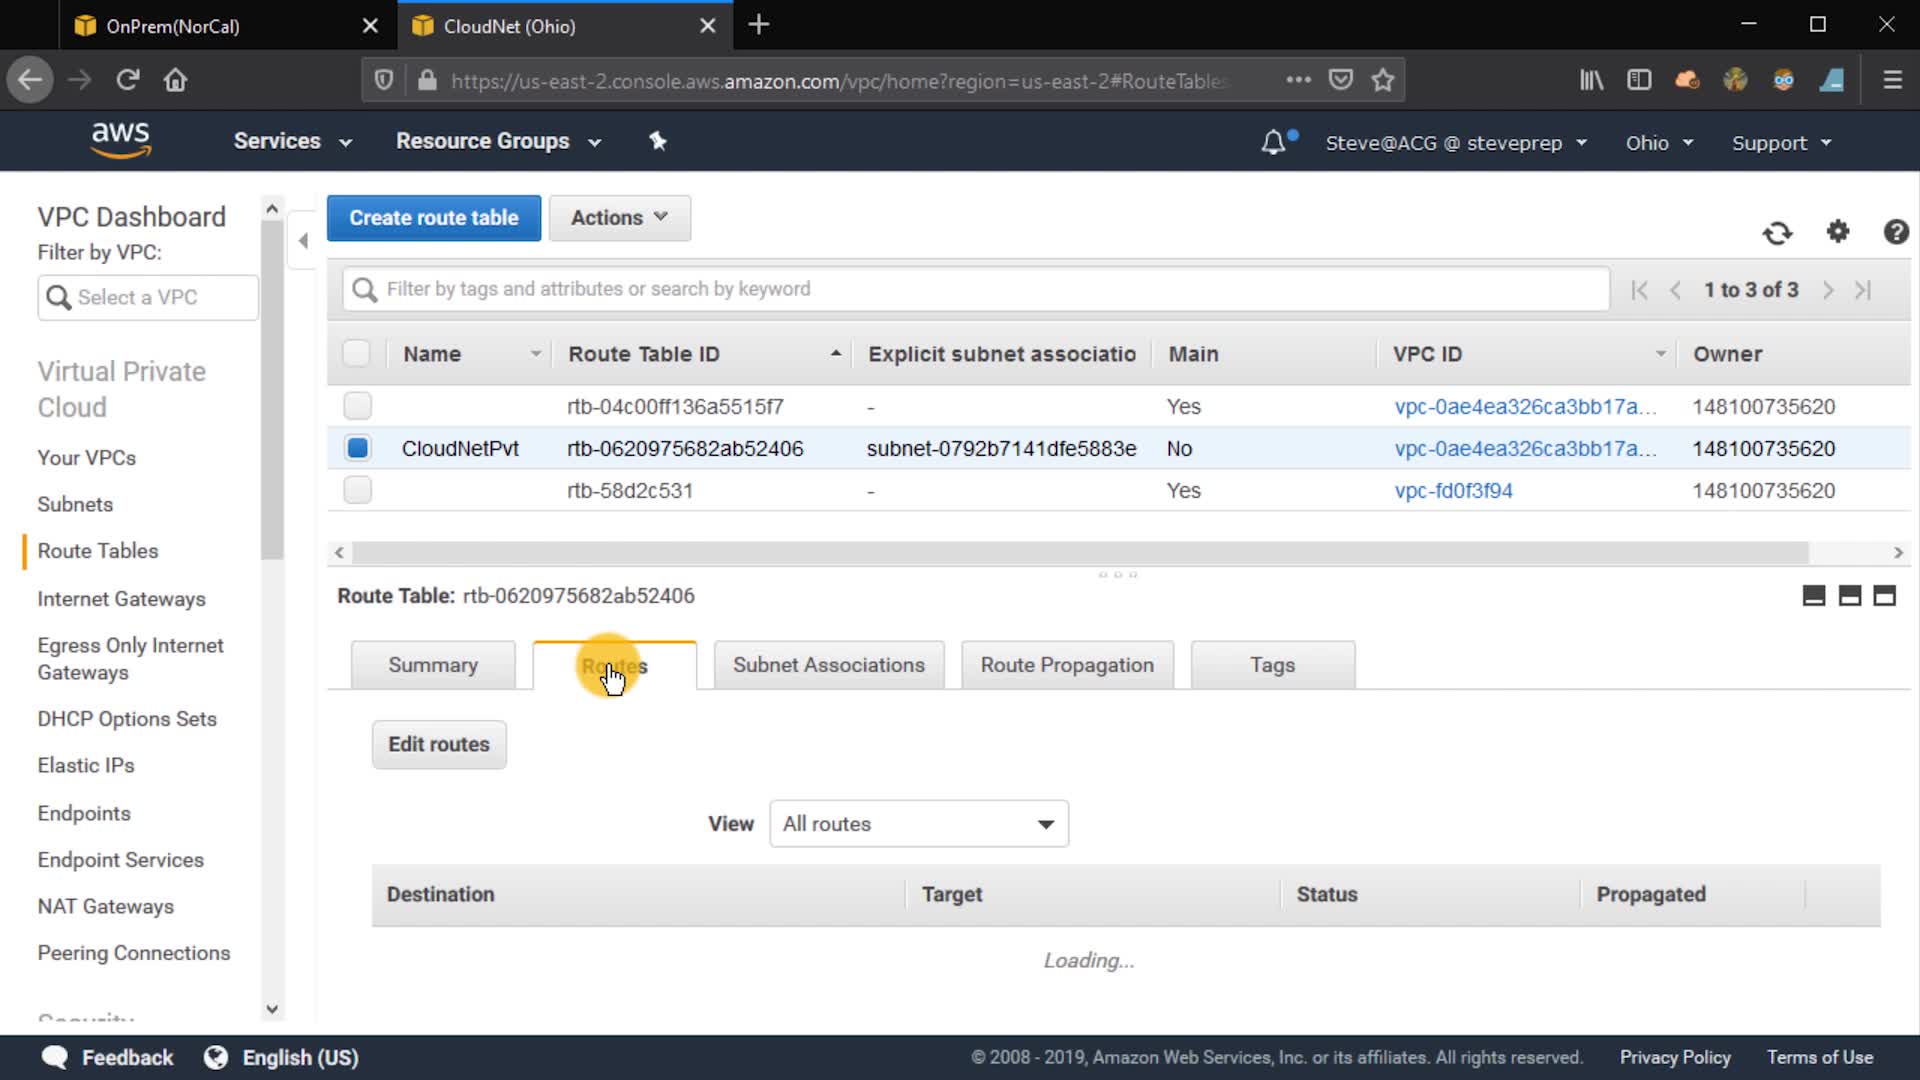 OnPrem(NorCal)
CloudNet (Ohio)
https://us-east-2.console.aws.amazon.com/vpc/home?region=us-east-2#RouteTables
aws
Services
Resource Groups
Steve@ACG @ steveprep
Ohio
Support
VPC Dashboard
Filter by VPC:
Select a VPC
Virtual Private
Cloud
Your VPCs
Subnets
Route Tables
Internet Gateways
Egress Only Internet
Gateways
DHCP Options Sets
Elastic IPs
Endpoints
Endpoint Services
NAT Gateways
Peering Connections
Security
Create route table
Actions
Filter by tags and attributes or search by keyword
1 to 3 of 3
Name Route Table ID Explicit subnet associatio Main VPC ID Owner
rtb-04c00ff136a5515f7 - Yes vpc-0ae4ea326ca3bb17a... 148100735620
CloudNetPvt rtb-0620975682ab52406 subnet-0792b7141dfe5883e No vpc-0ae4ea326ca3bb17a... 148100735620
rtb-58d2c531 - Yes vpc-fd0f3f94 148100735620
Route Table: rtb-0620975682ab52406
Summary Routes Subnet Associations Route Propagation Tags
Edit routes
View All routes
Destination Target Status Propagated
Loading...
Feedback
English (US)
© 2008 - 2019, Amazon Web Services, Inc. or its affiliates. All rights reserved.
Privacy Policy
Terms of Use